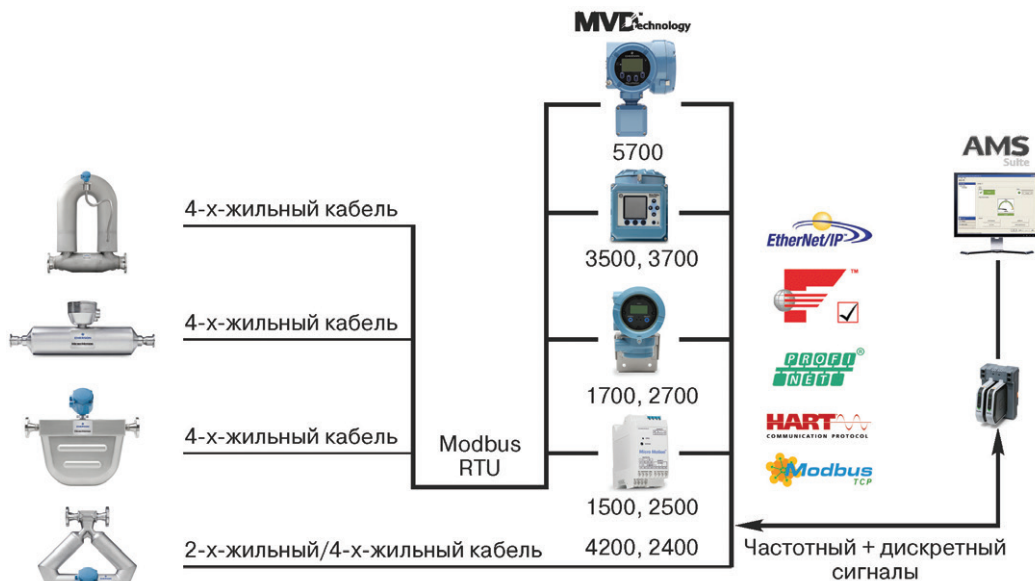 MVD Technology
5700
AMS
Suite
4-х-жильный кабель
3500, 3700
EtherNet/IP™
4-х-жильный кабель
F™
1700, 2700
PROFI
NET®
4-х-жильный кабель
Modbus
RTU
HART
COMMUNICATION PROTOCOL
1500, 2500
Modbus
TCP
2-х-жильный/4-х-жильный кабель
4200, 2400
Частотный + дискретный
сигналы